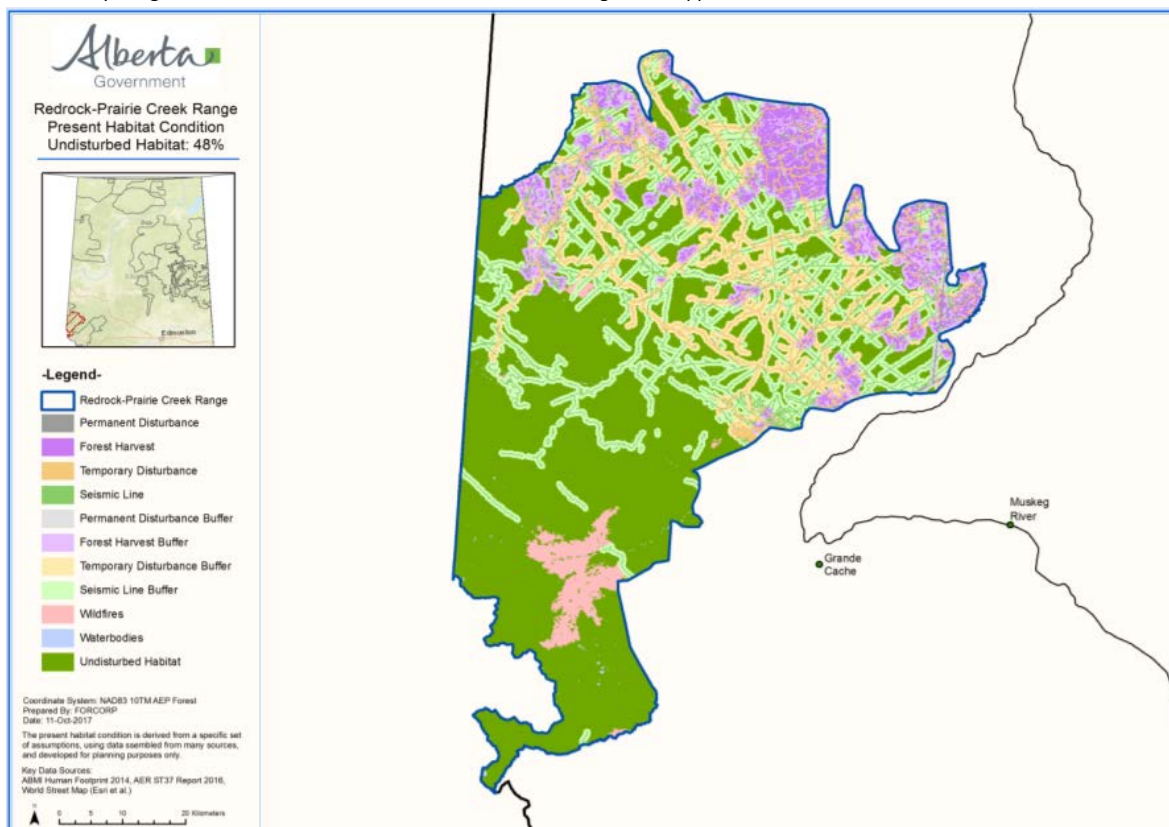 Alberta
Government
Redrock-Prairie Creek Range
Present Habitat Condition
Undisturbed Habitat: 48%
Edmonton
-Legend-
Redrock-Prairie Creek Range
Permanent Disturbance
Forest Harvest
Temporary Disturbance
Seismic Line
Permanent Disturbance Buffer
Forest Harvest Buffer
Temporary Disturbance Buffer
Seismic Line Buffer
Wildfires
Waterbodies
Undisturbed Habitat
Coordinate System: NAD83 10TM AEP Forest
Prepared By: FORCORP
Date: 11-Oct-2017
The present habitat condition is derived from a specific set
of assumptions, using data ssembled from many sources,
and developed for planning purposes only.
Key Data Sources:
ABMI Human Footprint 2014, AER ST37 Report 2016,
World Street Map (Esri et al.)
0 5 10 20 Kilometers
Muskeg
River
Grande
Cache